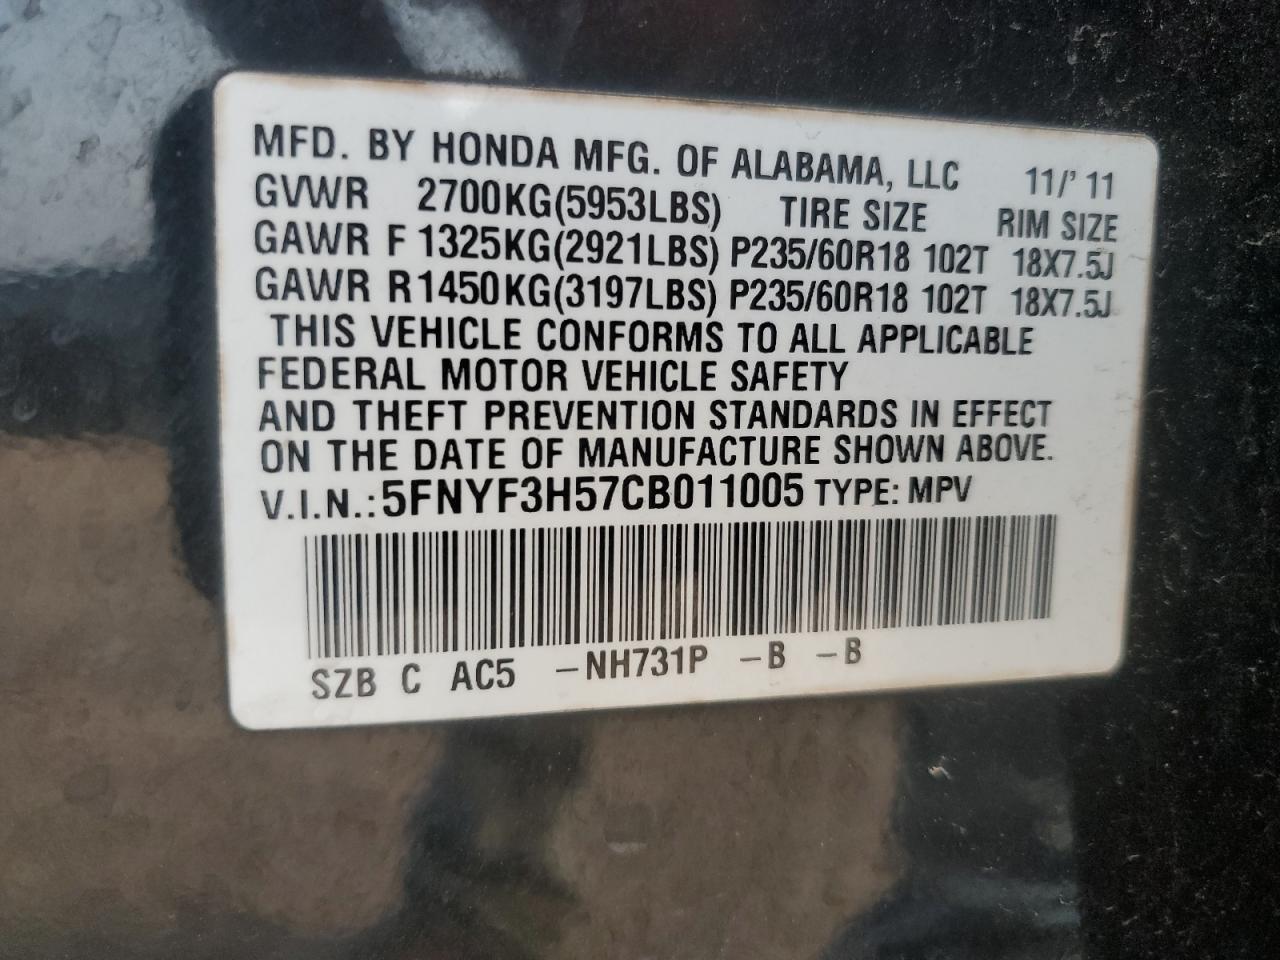 MFD. BY HONDA MFG. OF ALABAMA, LLC 11/' 11
GVWR 2700KG(5953LBS) TIRE SIZE RIM SIZE
GAWR F 1325KG(2921LBS) P235/60R18 102T 18X7.5J
GAWR R1450KG(3197LBS) P235/60R18 102T 18X7.5J
THIS VEHICLE CONFORMS TO ALL APPLICABLE
FEDERAL MOTOR VEHICLE SAFETY
AND THEFT PREVENTION STANDARDS IN EFFECT
ON THE DATE OF MANUFACTURE SHOWN ABOVE.
V.I.N.: 5FNYF3H57CB011005 TYPE: MPV
SZB C AC5 –NH731P –B –B